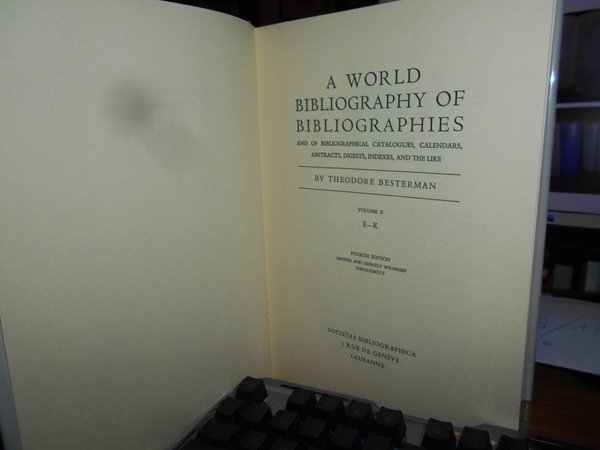 A WORLD
BIBLIOGRAPHY OF
BIBLIOGRAPHIES
AND OF BIBLIOGRAPHICAL CATALOGUES, CALENDARS,
ABSTRACTS, DIGESTS, INDEXES, AND THE LIKE
BY THEODORE BESTERMAN
VOLUME II
E—K
FOURTH EDITION
REVISED AND GREATLY ENLARGED
THROUGHOUT
SOCIETAS BIBLIOGRAPHICA
7 RUE DE GENÈVE
LAUSANNE